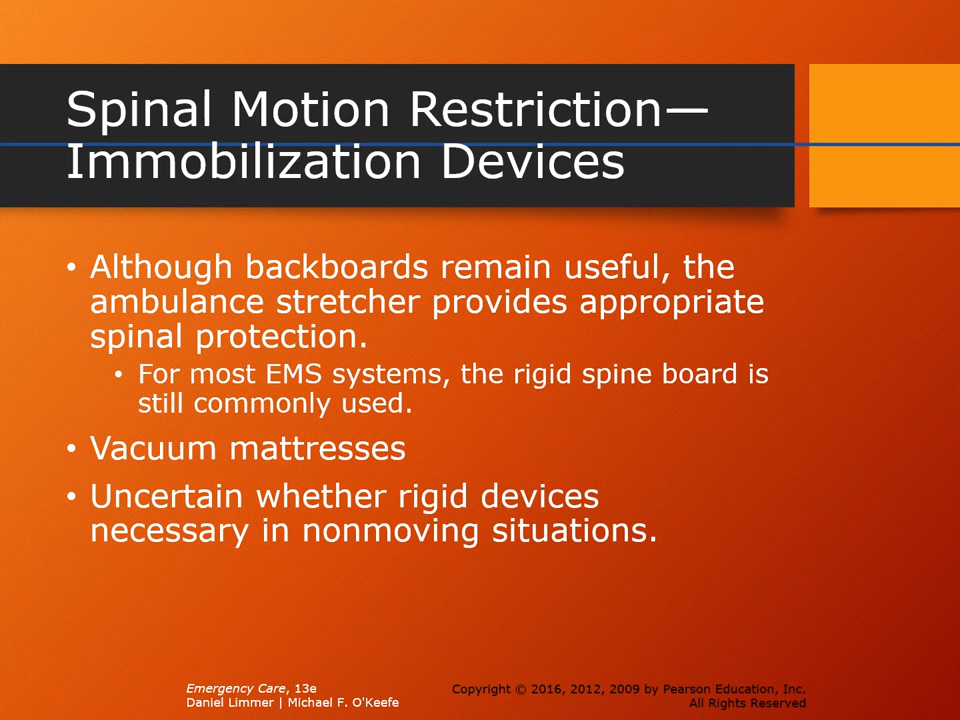 Spinal Motion Restriction—
Immobilization Devices
• Although backboards remain useful, the
ambulance stretcher provides appropriate
spinal protection.
• For most EMS systems, the rigid spine board is
still commonly used.
• Vacuum mattresses
• Uncertain whether rigid devices
necessary in nonmoving situations.
Emergency Care, 13e
Daniel Limmer | Michael F. O'Keefe
Copyright © 2016, 2012, 2009 by Pearson Education, Inc.
All Rights Reserved